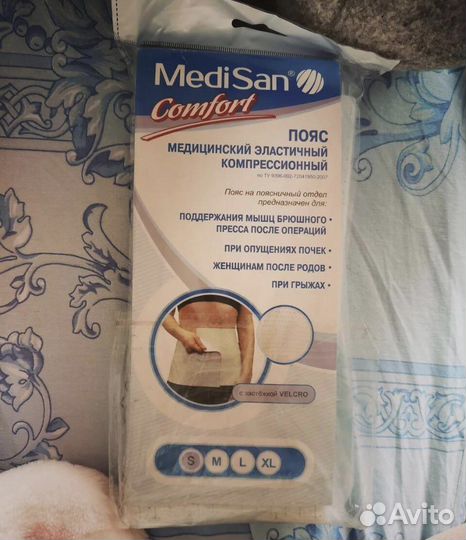 MediSan®
Comfort
ПОЯС
МЕДИЦИНСКИЙ ЭЛАСТИЧНЫЙ
КОМПРЕССИОННЫЙ
Пояс на поясничный отдел
предназначен для:
ПОДДЕРЖАНИЯ МЫШЦ БРЮШНОГО •
ПРЕССА ПОСЛЕ ОПЕРАЦИЙ
ПРИ ОПУЩЕНИЯХ ПОЧЕК •
ЖЕНЩИНАМ ПОСЛЕ РОДОВ •
ПРИ ГРЫЖАХ •
с застёжкой VELCRO
S M L XL
Avito